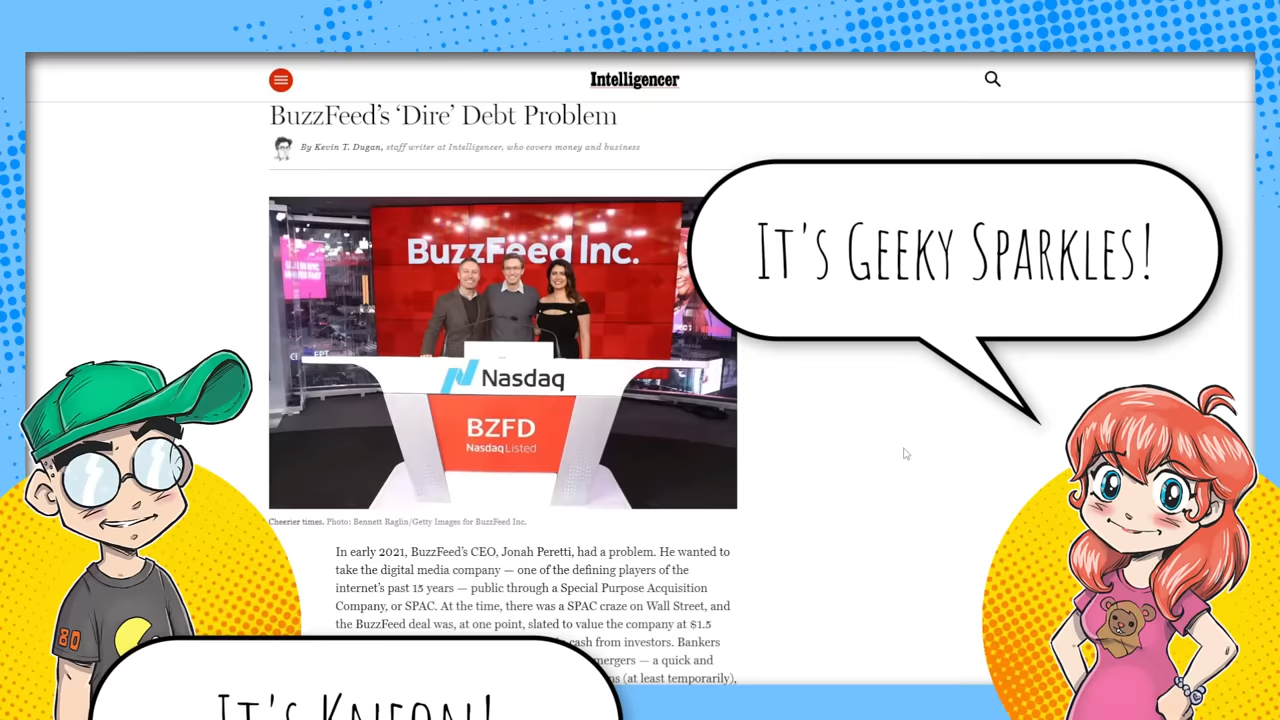 Intelligencer
BuzzFeed's 'Dire' Debt Problem
By Kevin T. Dugan, staff writer at Intelligencer, who covers money and business
BuzzFeed Inc.
Nasdaq
BZFD
Nasdaq Listed
Cheerier times. Photo: Bennett Raglin/Getty Images for BuzzFeed Inc.
In early 2021, BuzzFeed's CEO, Jonah Peretti, had a problem. He wanted to
take the digital media company — one of the defining players of the
internet's past 15 years — public through a Special Purpose Acquisition
Company, or SPAC. At the time, there was a SPAC craze on Wall Street, and
the BuzzFeed deal was, at one point, slated to value the company at $1.5
cash from investors. Bankers
mergers — a quick and
(at least temporarily),
It's Geeky Sparkles!
80
It's Kneon!